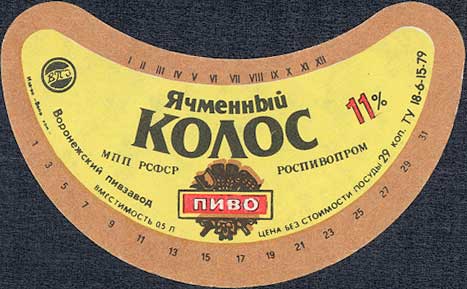 I II III IV V VI VII VIII IX X XI XII
ВПЗ
Ячменный
КОЛОС
11%
МПП РСФСР
РОСПИВОПРОМ
ПИВО
Воронежский пивзавод
ВМЕСТИМОСТЬ 0,5 Л
ЦЕНА БЕЗ СТОИМОСТИ ПОСУДЫ 29 КОП. ТУ 18-6-15-79
1 3 5 7 9 11 13 15 17 19 21 23 25 27 29 31